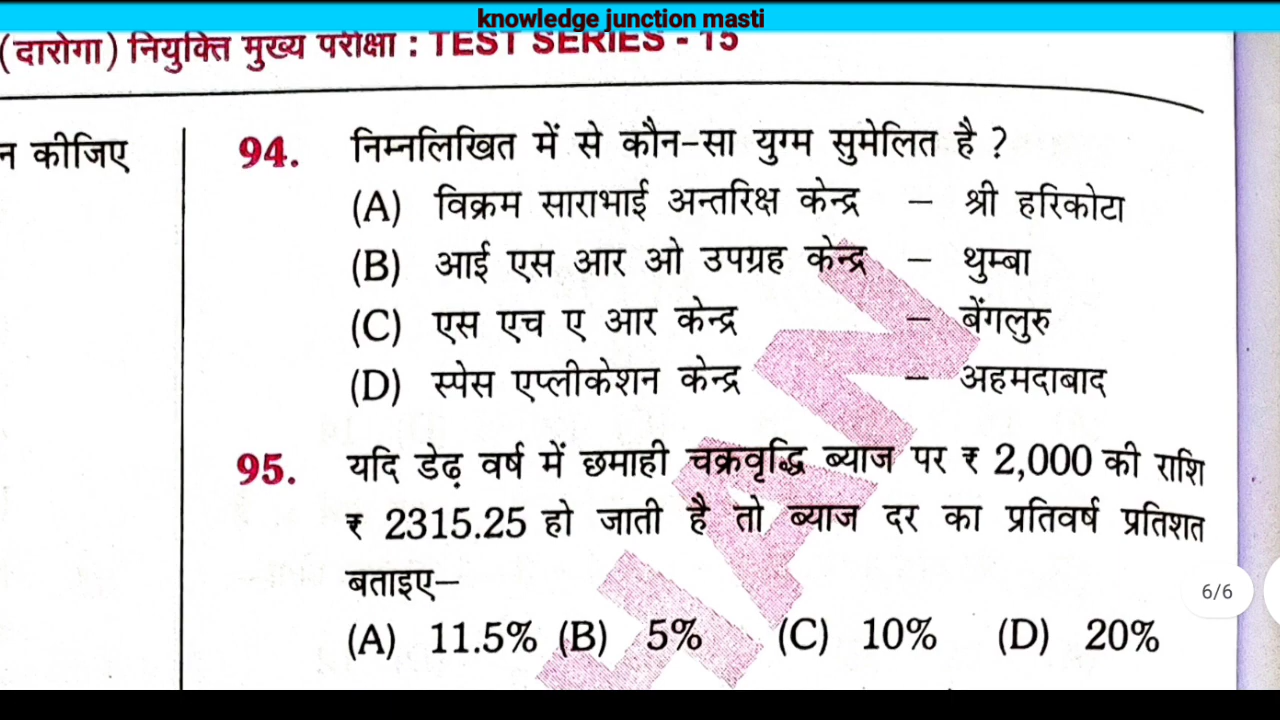 knowledge junction masti
(दारोगा) नियुक्ति मुख्य परीक्षा : TEST SERIES - 15
न कीजिए
94. निम्नलिखित में से कौन-सा युग्म सुमेलित है ?
(A) विक्रम साराभाई अन्तरिक्ष केन्द्र – श्री हरिकोटा
(B) आई एस आर ओ उपग्रह केन्द्र – थुम्बा
(C) एस एच ए आर केन्द्र – बेंगलुरु
(D) स्पेस एप्लीकेशन केन्द्र – अहमदाबाद
95. यदि डेढ़ वर्ष में छमाही चक्रवृद्धि ब्याज पर ₹ 2,000 की राशि
₹ 2315.25 हो जाती है तो ब्याज दर का प्रतिवर्ष प्रतिशत
बताइए–
(A) 11.5% (B) 5% (C) 10% (D) 20%
6/6